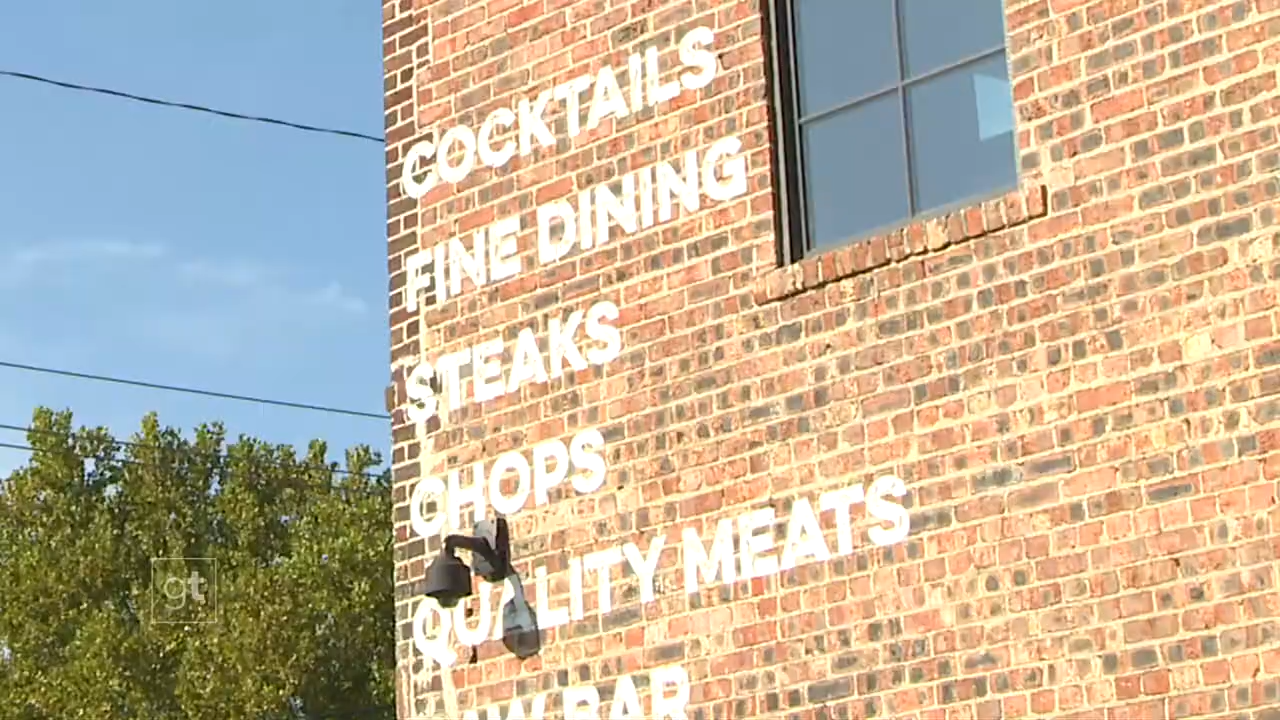 COCKTAILS
FINE DINING
STEAKS
CHOPS
QUALITY MEATS
BAR
gt